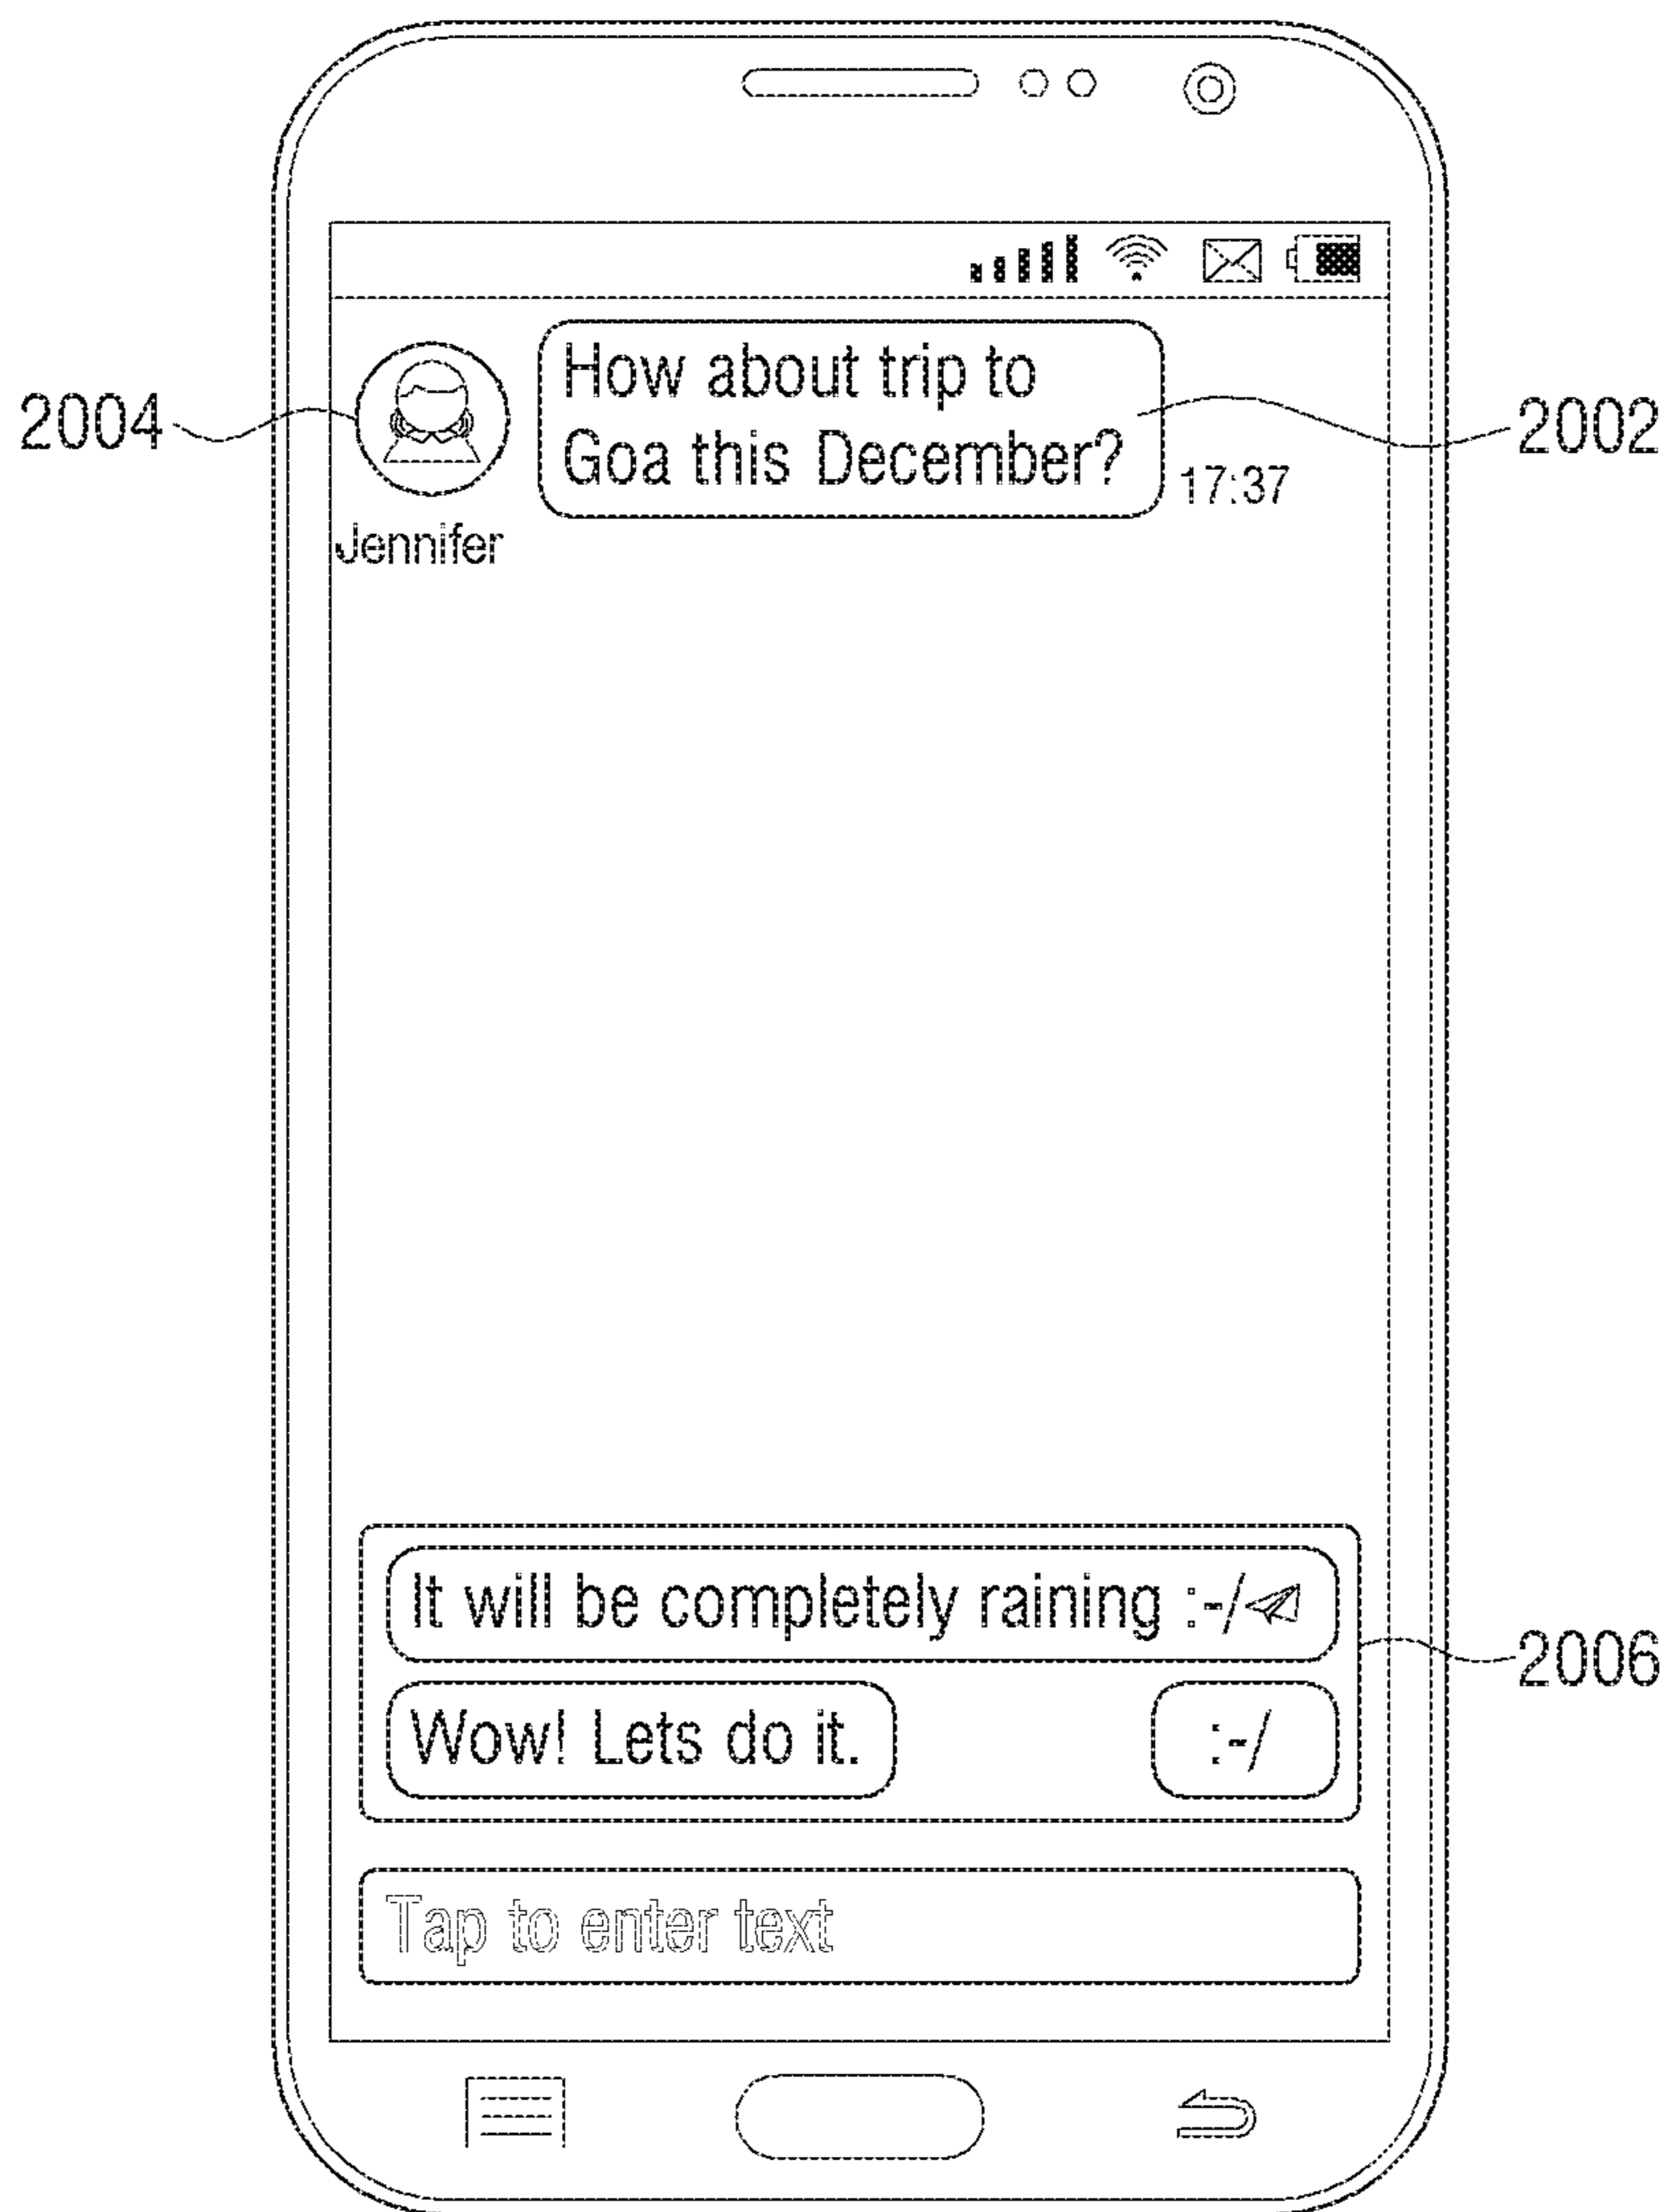 How about trip to
Goa this December?
2004
2002
17:37
Jennifer
It will be completely raining :-/
2006
Wow! Lets do it.
:-/
Tap to enter text